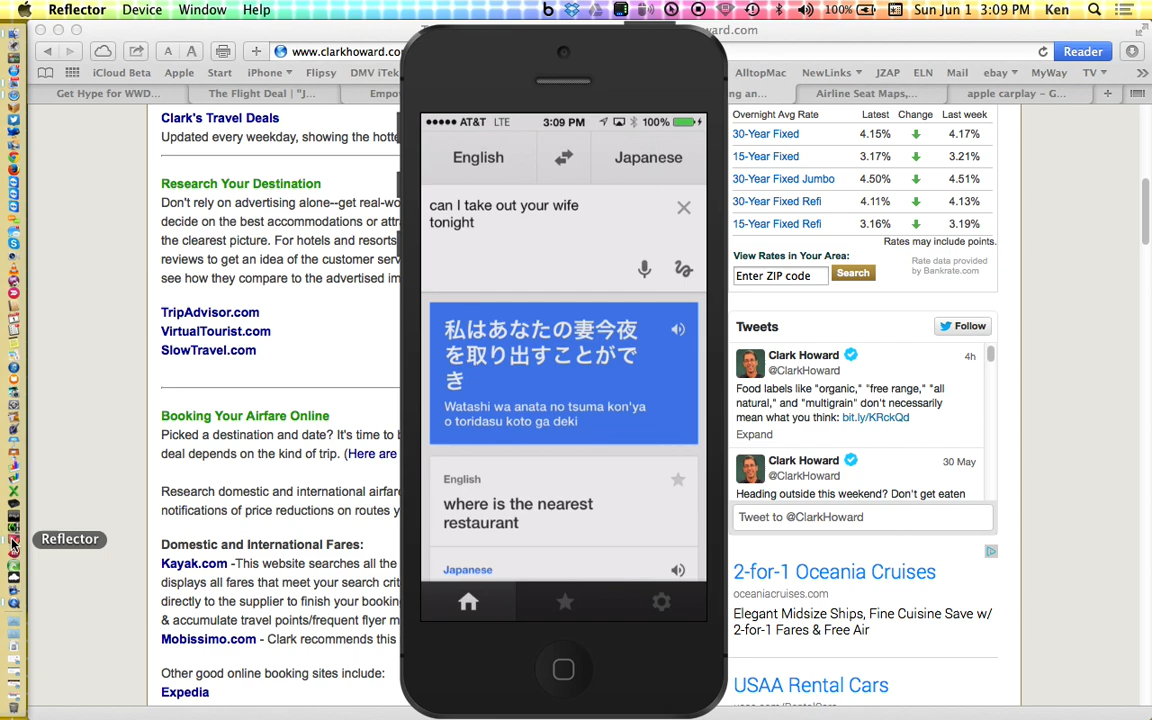 Reflector Device Window Help
100%
Sun Jun 1 3:09 PM Ken
www.clarkhoward.co
ward.com
Reader
iCloud Beta Apple Start iPhone Flipsy DMV iTek
AlltopMac NewLinks JZAP ELN Mail ebay MyWay TV
Get Hype for WWD...
The Flight Deal | "J...
Empo
ng an...
Airline Seat Maps,...
apple carplay – G...
Clark's Travel Deals
Updated every weekday, showing the hotte
Research Your Destination
Don't rely on advertising alone--get real-wo
decide on the best accommodations or attr
the clearest picture. For hotels and resorts
reviews to get an idea of the customer serv
see how they compare to the advertised im
TripAdvisor.com
VirtualTourist.com
SlowTravel.com
Booking Your Airfare Online
Picked a destination and date? It's time to b
deal depends on the kind of trip. (Here are
Research domestic and international airfare
notifications of price reductions on routes y
Domestic and International Fares:
Kayak.com -This website searches all the
displays all fares that meet your search crit
directly to the supplier to finish your booking
& accumulate travel points/frequent flyer m
Mobissimo.com - Clark recommends this
Other good online booking sites include:
Expedia
Reflector
AT&T LTE 3:09 PM 100%
English
Japanese
can I take out your wife
tonight
私はあなたの妻今夜
を取り出すことがで
き
Watashi wa anata no tsuma kon'ya
o toridasu koto ga deki
English
where is the nearest
restaurant
Japanese
Overnight Avg Rate Latest Change Last week
30-Year Fixed 4.15% 4.17%
15-Year Fixed 3.17% 3.21%
30-Year Fixed Jumbo 4.50% 4.51%
30-Year Fixed Refi 4.11% 4.13%
15-Year Fixed Refi 3.16% 3.19%
Rates may include points.
View Rates in Your Area:
Enter ZIP code
Search
Rate data provided
by Bankrate.com
Tweets
Follow
Clark Howard 4h
@ClarkHoward
Food labels like "organic," "free range," "all
natural," and "multigrain" don't necessarily
mean what you think: bit.ly/KRckQd
Expand
Clark Howard 30 May
@ClarkHoward
Heading outside this weekend? Don't get eaten
Tweet to @ClarkHoward
2-for-1 Oceania Cruises
oceaniacruises.com
Elegant Midsize Ships, Fine Cuisine Save w/
2-for-1 Fares & Free Air
USAA Rental Cars